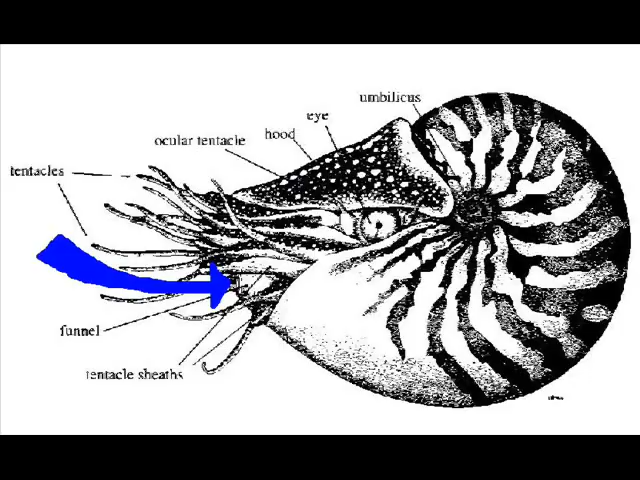 umbilicus
eye
hood
ocular tentacle
tentacles
funnel
tentacle sheaths